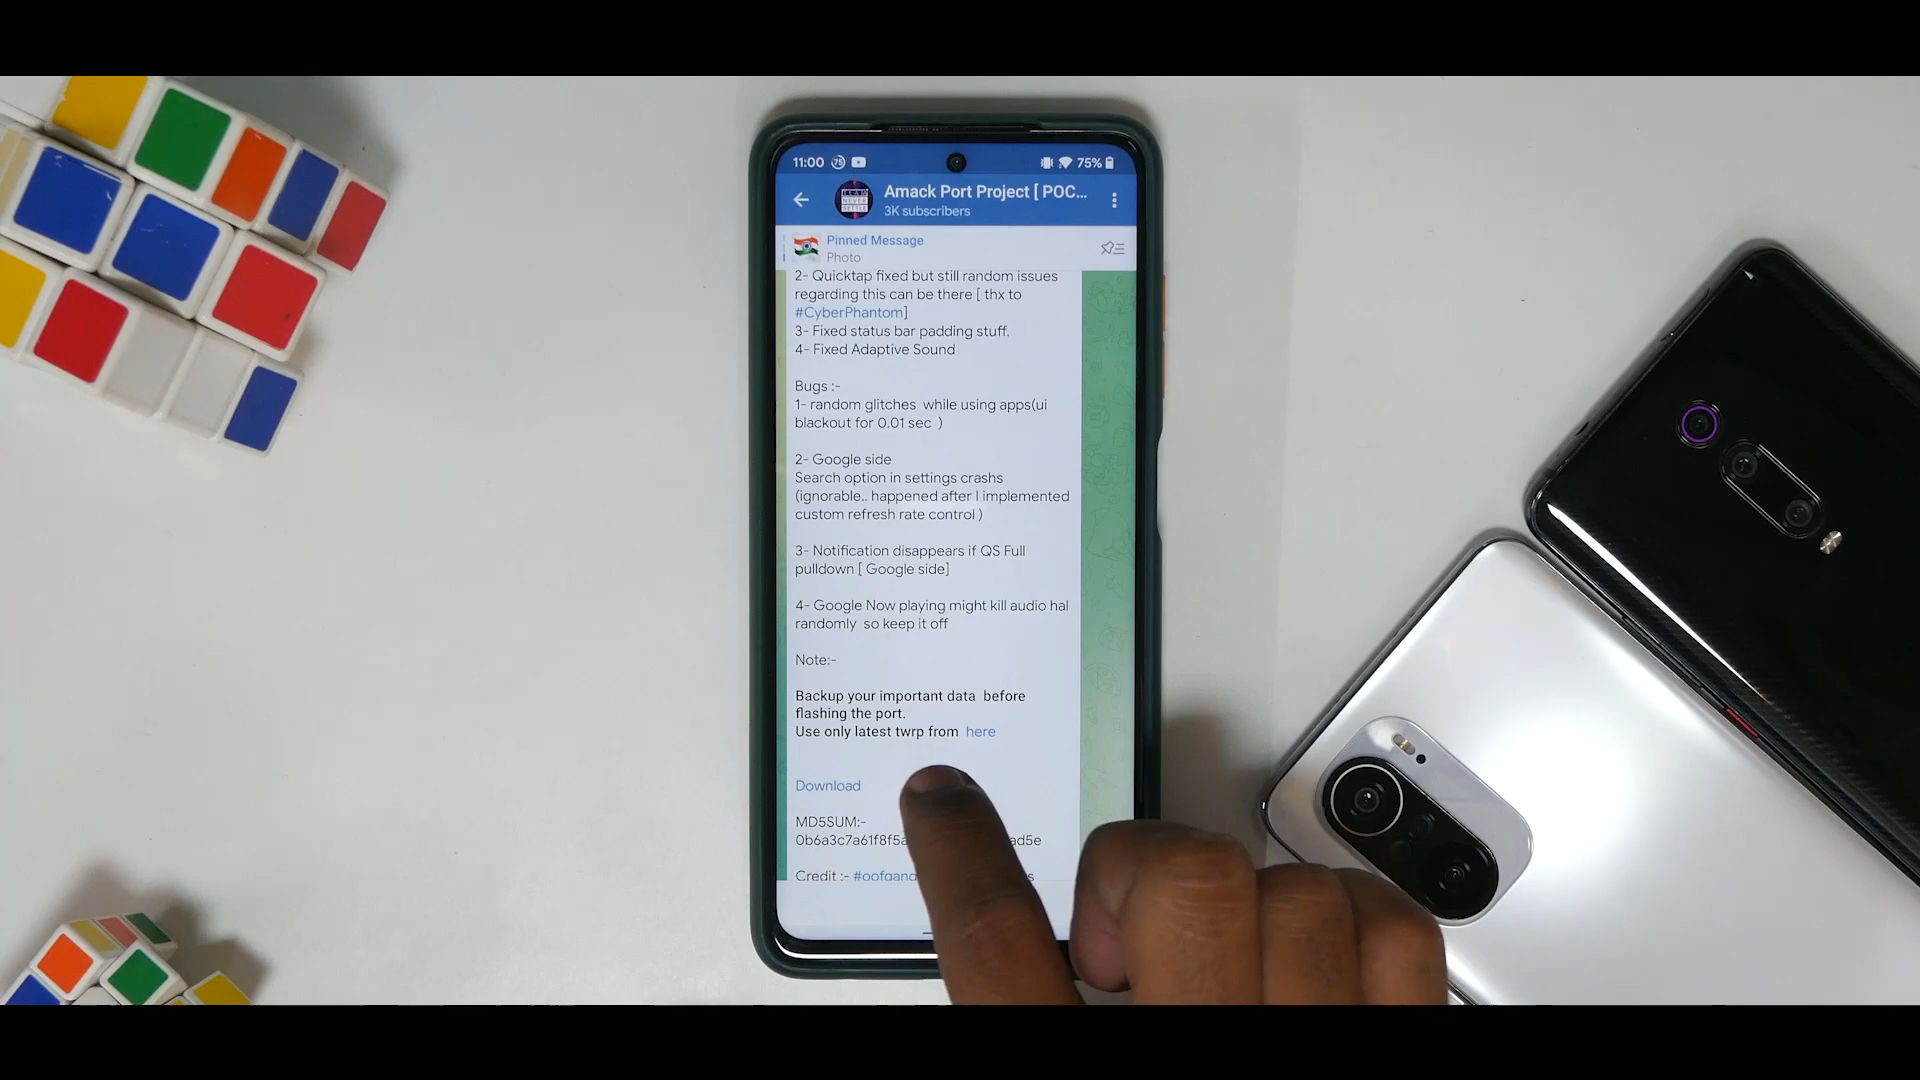 11:00 75 75%
Amack Port Project [ POC...
3K subscribers
Pinned Message
Photo
2- Quicktap fixed but still random issues
regarding this can be there [ thx to
#CyberPhantom]
3- Fixed status bar padding stuff.
4- Fixed Adaptive Sound
Bugs :-
1- random glitches while using apps(ui
blackout for 0.01 sec )
2- Google side
Search option in settings crashs
(ignorable.. happened after I implemented
custom refresh rate control )
3- Notification disappears if QS Full
pulldown [ Google side]
4- Google Now playing might kill audio hal
randomly so keep it off
Note:-
Backup your important data before
flashing the port.
Use only latest twrp from here
Download
MD5SUM:-
Credit :-